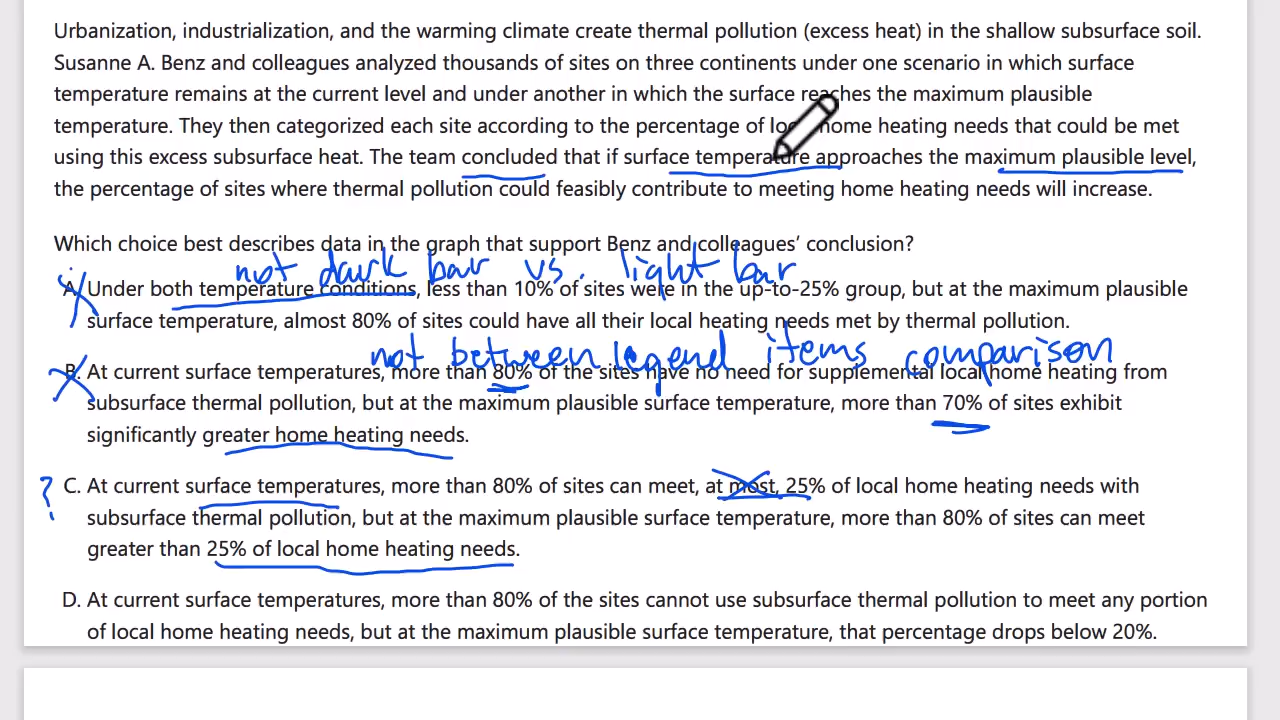 Urbanization, industrialization, and the warming climate create thermal pollution (excess heat) in the shallow subsurface soil.
Susanne A. Benz and colleagues analyzed thousands of sites on three continents under one scenario in which surface
temperature remains at the current level and under another in which the surface reaches the maximum plausible
temperature. They then categorized each site according to the percentage of local home heating needs that could be met
using this excess subsurface heat. The team concluded that if surface temperature approaches the maximum plausible level,
the percentage of sites where thermal pollution could feasibly contribute to meeting home heating needs will increase.
Which choice best describes data in the graph that support Benz and colleagues' conclusion?
not dark bar vs. light bar
A. Under both temperature conditions, less than 10% of sites were in the up-to-25% group, but at the maximum plausible
surface temperature, almost 80% of sites could have all their local heating needs met by thermal pollution.
not between legend items comparison
B. At current surface temperatures, more than 80% of the sites have no need for supplemental local home heating from
subsurface thermal pollution, but at the maximum plausible surface temperature, more than 70% of sites exhibit
significantly greater home heating needs.
? C. At current surface temperatures, more than 80% of sites can meet, at most, 25% of local home heating needs with
subsurface thermal pollution, but at the maximum plausible surface temperature, more than 80% of sites can meet
greater than 25% of local home heating needs.
D. At current surface temperatures, more than 80% of the sites cannot use subsurface thermal pollution to meet any portion
of local home heating needs, but at the maximum plausible surface temperature, that percentage drops below 20%.